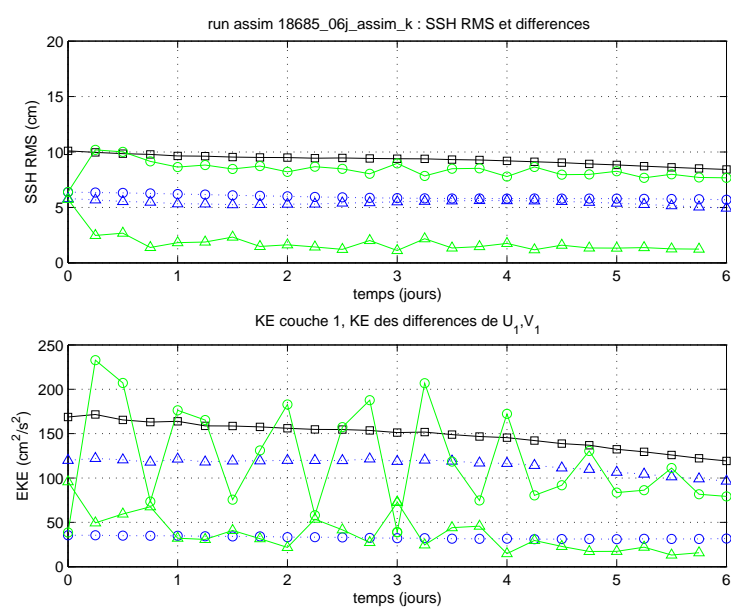 run assim 18685_06j_assim_k : SSH RMS et differences
20
15
10
5
0
SSH RMS (cm)
0 1 2 3 4 5 6
temps (jours)
KE couche 1, KE des differences de U_1,V_1
250
200
150
100
50
0
EKE (cm²/s²)
0 1 2 3 4 5 6
temps (jours)